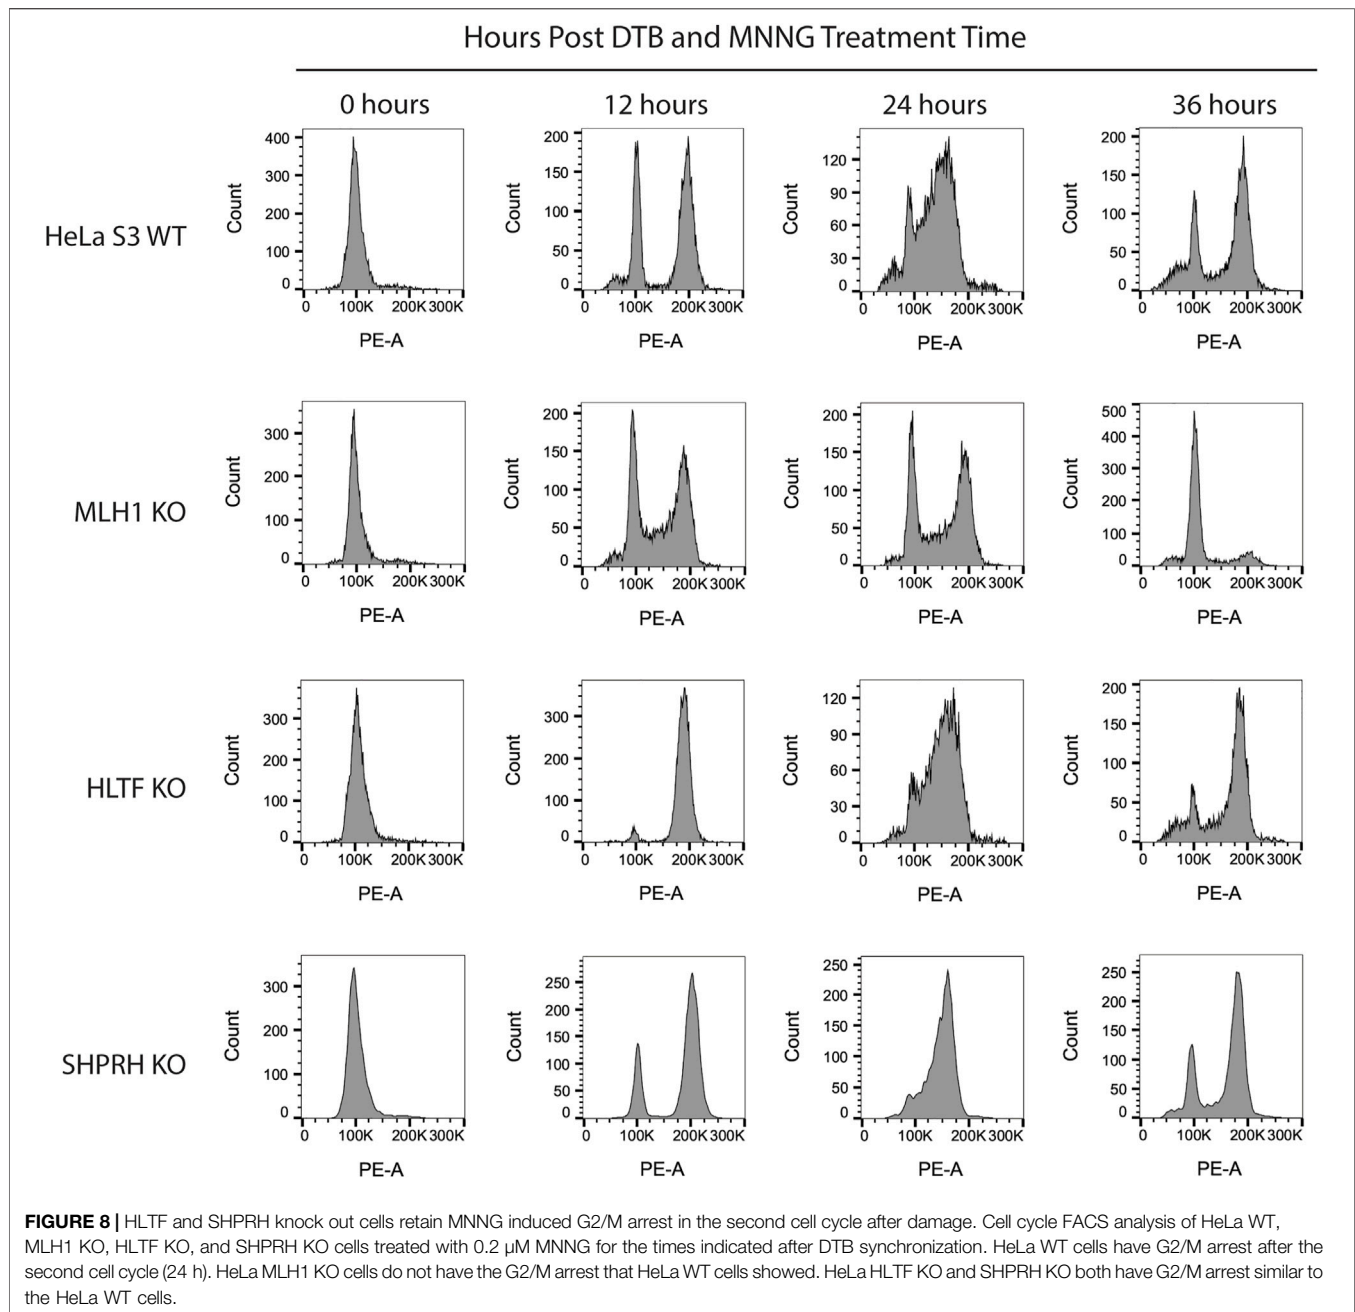 Hours Post DTB and MNNG Treatment Time
0 hours 12 hours 24 hours 36 hours
HeLa S3 WT
Count
400
300
200
100
0
0 100K 200K 300K
PE-A
Count
200
150
100
50
0
0 100K 200K 300K
PE-A
Count
120
90
60
30
0
0 100K 200K 300K
PE-A
Count
200
150
100
50
0
0 100K 200K 300K
PE-A
MLH1 KO
Count
300
200
100
0
0 100K 200K 300K
PE-A
Count
200
150
100
50
0
0 100K 200K 300K
PE-A
Count
200
150
100
50
0
0 100K 200K 300K
PE-A
Count
500
400
300
200
100
0
0 100K 200K 300K
PE-A
HLTF KO
Count
300
200
100
0
0 100K 200K 300K
PE-A
Count
300
200
100
0
0 100K 200K 300K
PE-A
Count
120
90
60
30
0
0 100K 200K 300K
PE-A
Count
200
150
100
50
0
0 100K 200K 300K
PE-A
SHPRH KO
Count
300
200
100
0
0 100K 200K 300K
PE-A
Count
250
200
150
100
50
0
0 100K 200K 300K
PE-A
Count
250
200
150
100
50
0
0 100K 200K 300K
PE-A
Count
250
200
150
100
50
0
0 100K 200K 300K
PE-A
FIGURE 8 | HLTF and SHPRH knock out cells retain MNNG induced G2/M arrest in the second cell cycle after damage. Cell cycle FACS analysis of HeLa WT,
MLH1 KO, HLTF KO, and SHPRH KO cells treated with 0.2 µM MNNG for the times indicated after DTB synchronization. HeLa WT cells have G2/M arrest after the
second cell cycle (24 h). HeLa MLH1 KO cells do not have the G2/M arrest that HeLa WT cells showed. HeLa HLTF KO and SHPRH KO both have G2/M arrest similar to
the HeLa WT cells.